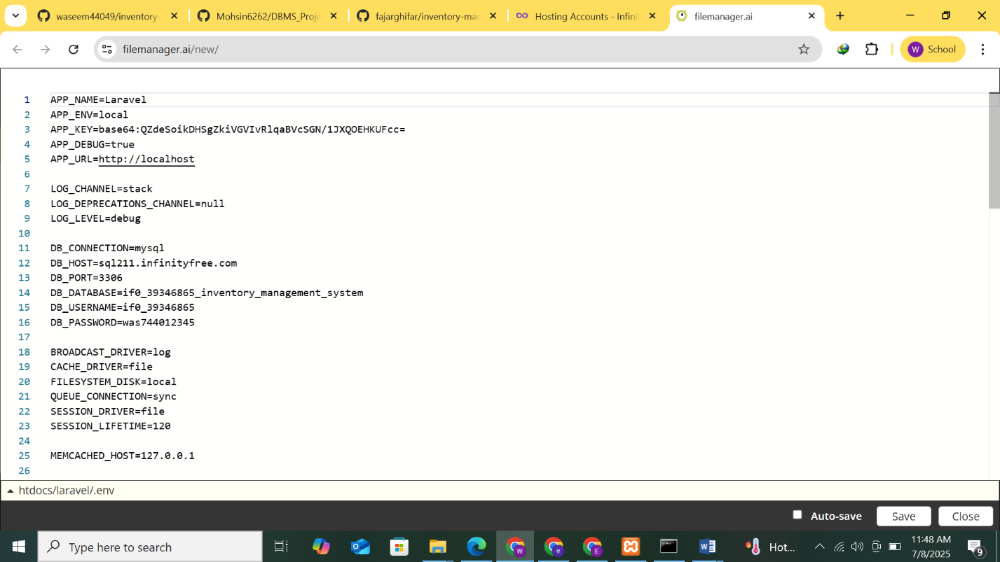 waseem44049/inventory-
Mohsin6262/DBMS_Proje
fajarghifar/inventory-mar
Hosting Accounts - Infini
filemanager.ai
filemanager.ai/new/
W School
1 APP_NAME=Laravel
2 APP_ENV=local
3 APP_KEY=base64:QZdeSoikDHSgZkiVGVIvRlqaBVcSGN/1JXQOEHKUFcc=
4 APP_DEBUG=true
5 APP_URL=http://localhost
6
7 LOG_CHANNEL=stack
8 LOG_DEPRECATIONS_CHANNEL=null
9 LOG_LEVEL=debug
10
11 DB_CONNECTION=mysql
12 DB_HOST=sql211.infinityfree.com
13 DB_PORT=3306
14 DB_DATABASE=if0_39346865_inventory_management_system
15 DB_USERNAME=if0_39346865
16 DB_PASSWORD=was744012345
17
18 BROADCAST_DRIVER=log
19 CACHE_DRIVER=file
20 FILESYSTEM_DISK=local
21 QUEUE_CONNECTION=sync
22 SESSION_DRIVER=file
23 SESSION_LIFETIME=120
24
25 MEMCACHED_HOST=127.0.0.1
26
htdocs/laravel/.env
Auto-save Save Close
Type here to search
Hot...
11:48 AM
7/8/2025
9